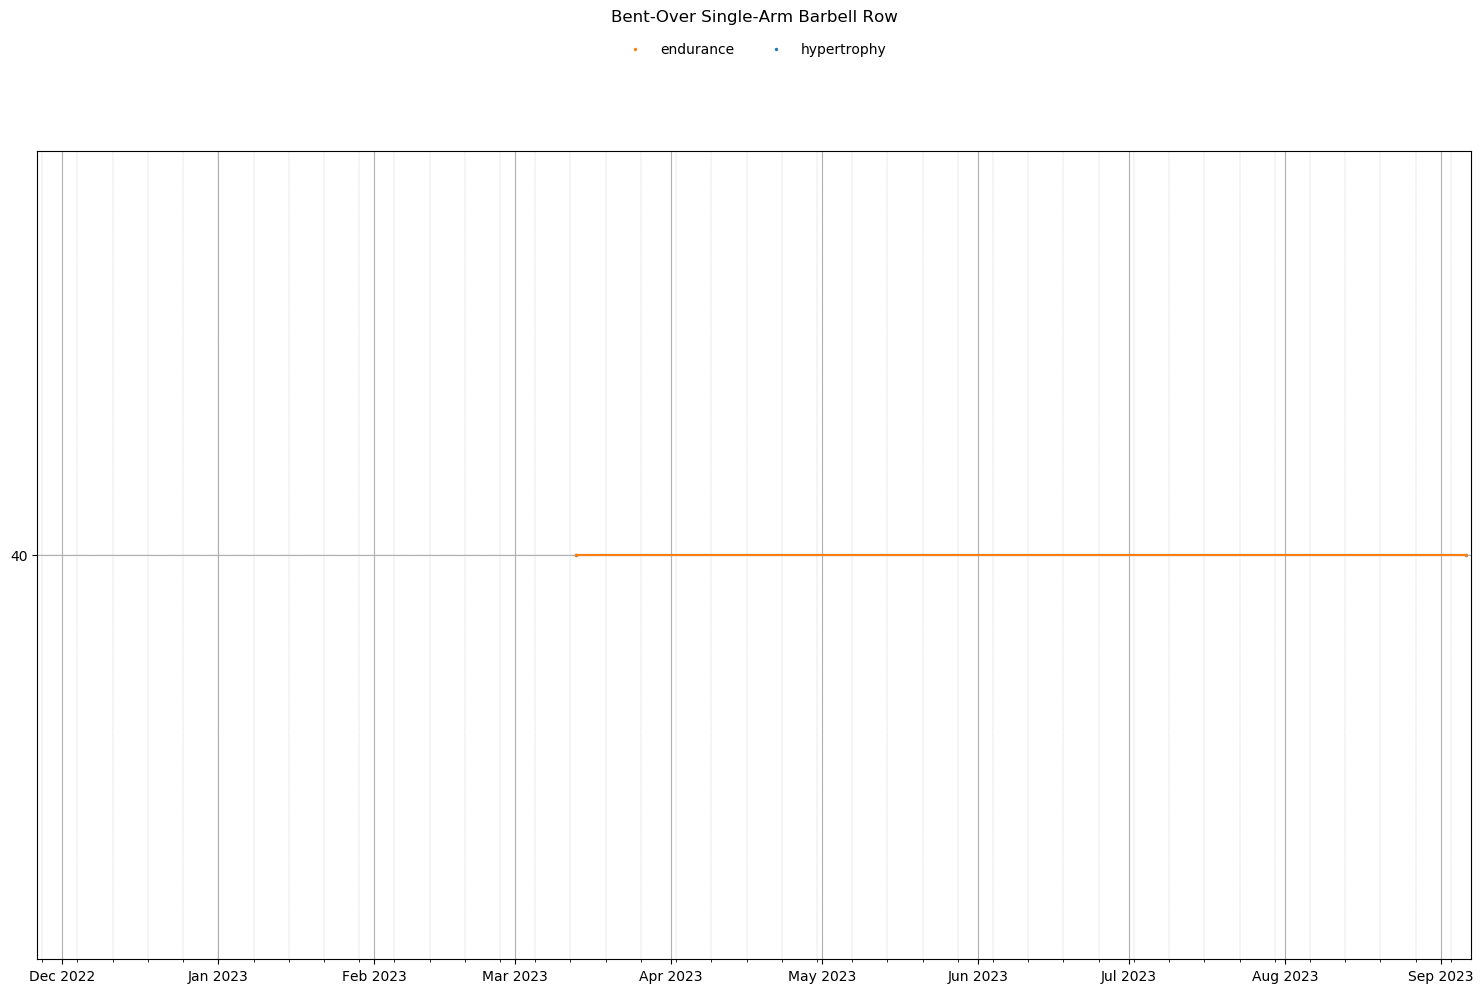 Bent-Over Single-Arm Barbell Row
endurance hypertrophy
40
Dec 2022 Jan 2023 Feb 2023 Mar 2023 Apr 2023 May 2023 Jun 2023 Jul 2023 Aug 2023 Sep 2023